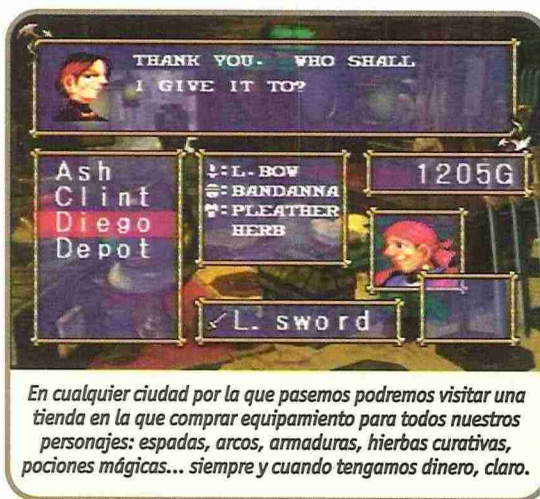 THANK YOU. WHO SHALL
I GIVE IT TO?
Ash
Clint
Diego
Depot
:L-BOW
:BANDANNA
:PLEATHER
HERB
1205G
L. sword
En cualquier ciudad por la que pasemos podremos visitar una
tienda en la que comprar equipamiento para todos nuestros
personajes: espadas, arcos, armaduras, hierbas curativas,
pociones mágicas... siempre y cuando tengamos dinero, claro.